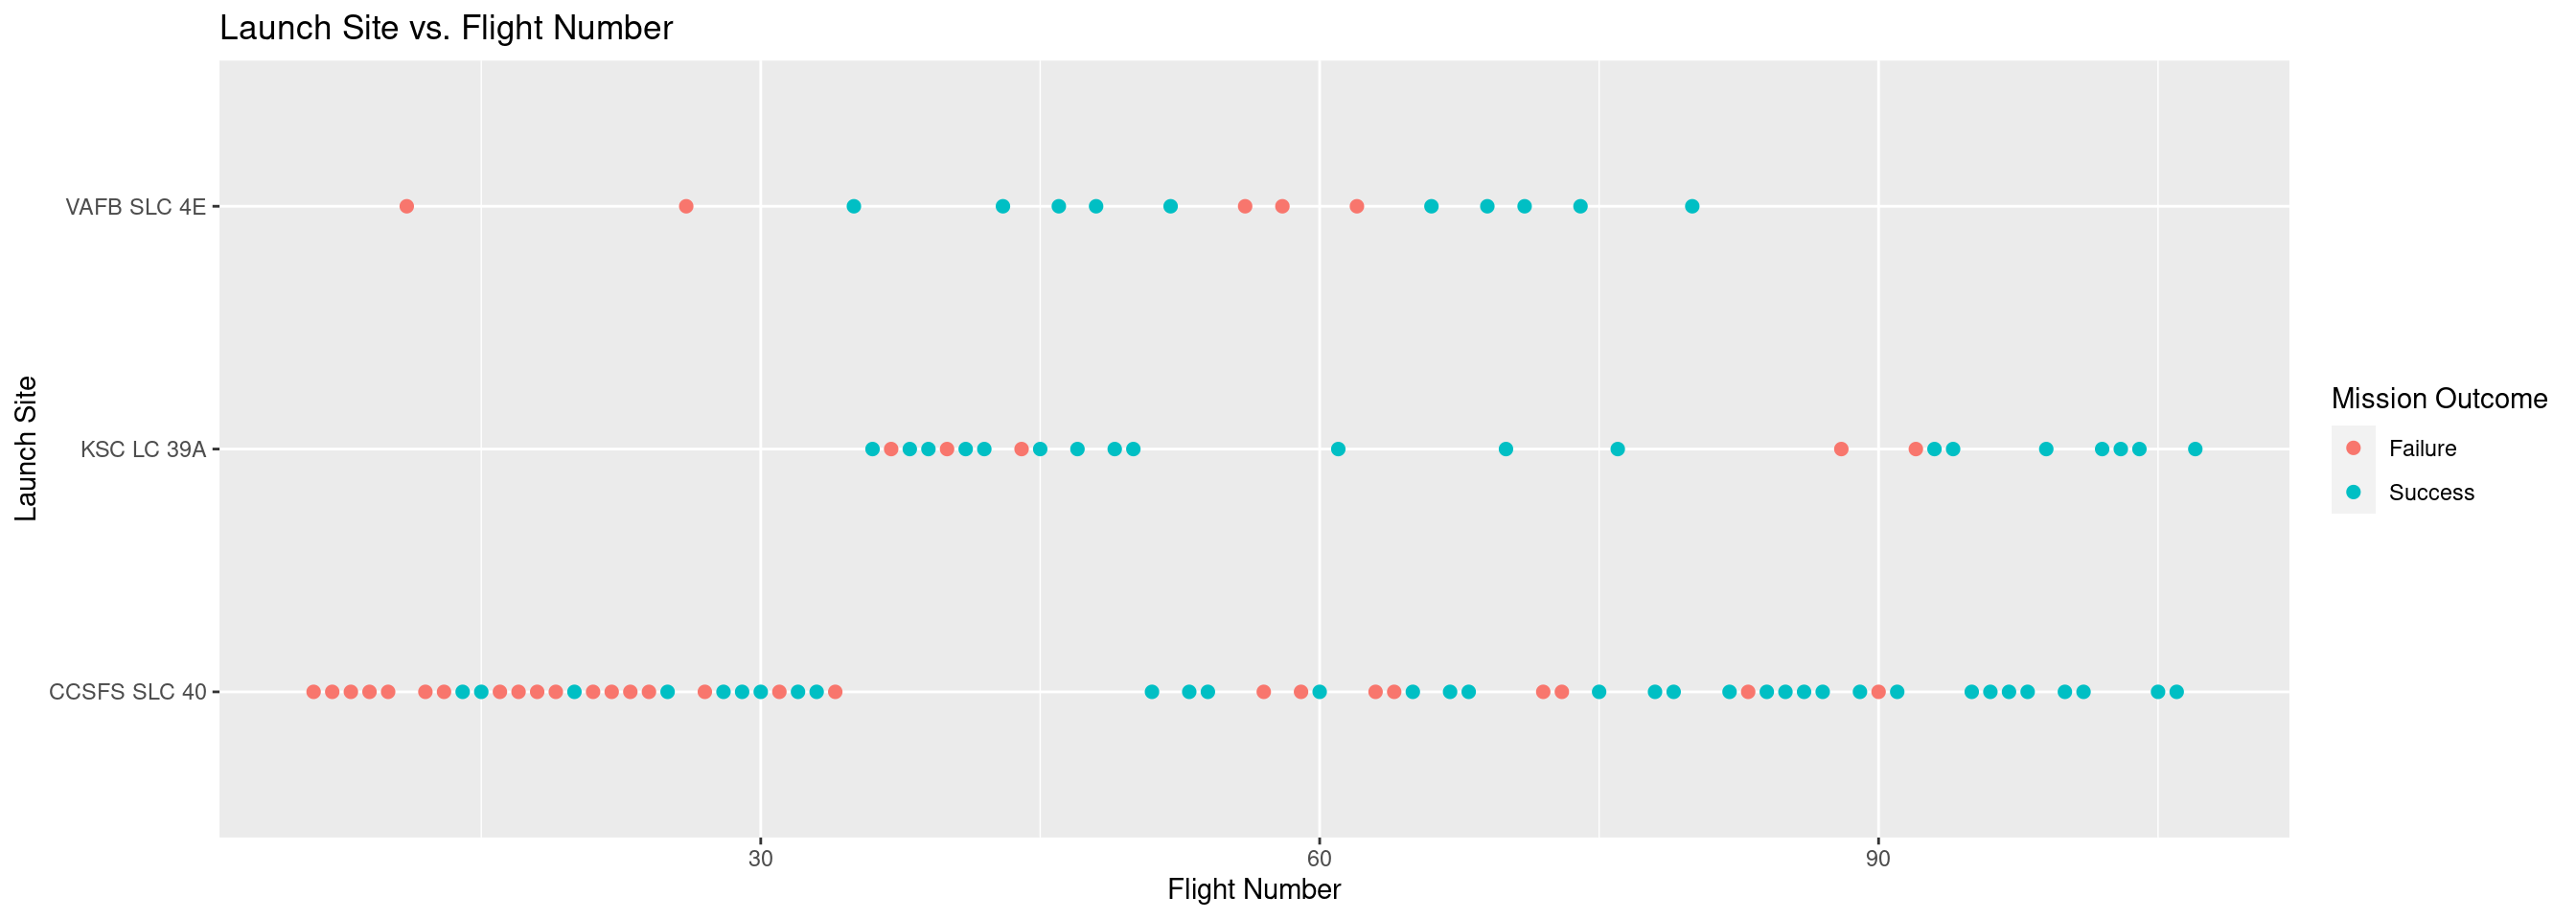 Launch Site vs. Flight Number
VAFB SLC 4E
KSC LC 39A
CCSFS SLC 40
Launch Site
30
60
90
Flight Number
Mission Outcome
Failure
Success